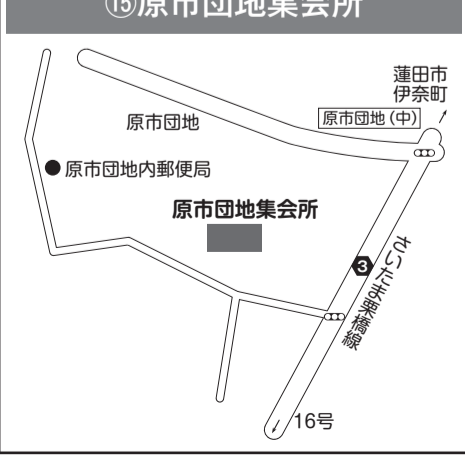 ⑮原市団地集会所
蓮田市
伊奈町
原市団地（中）
原市団地
原市団地内郵便局
原市団地集会所
3
さいたま栗橋線
16号